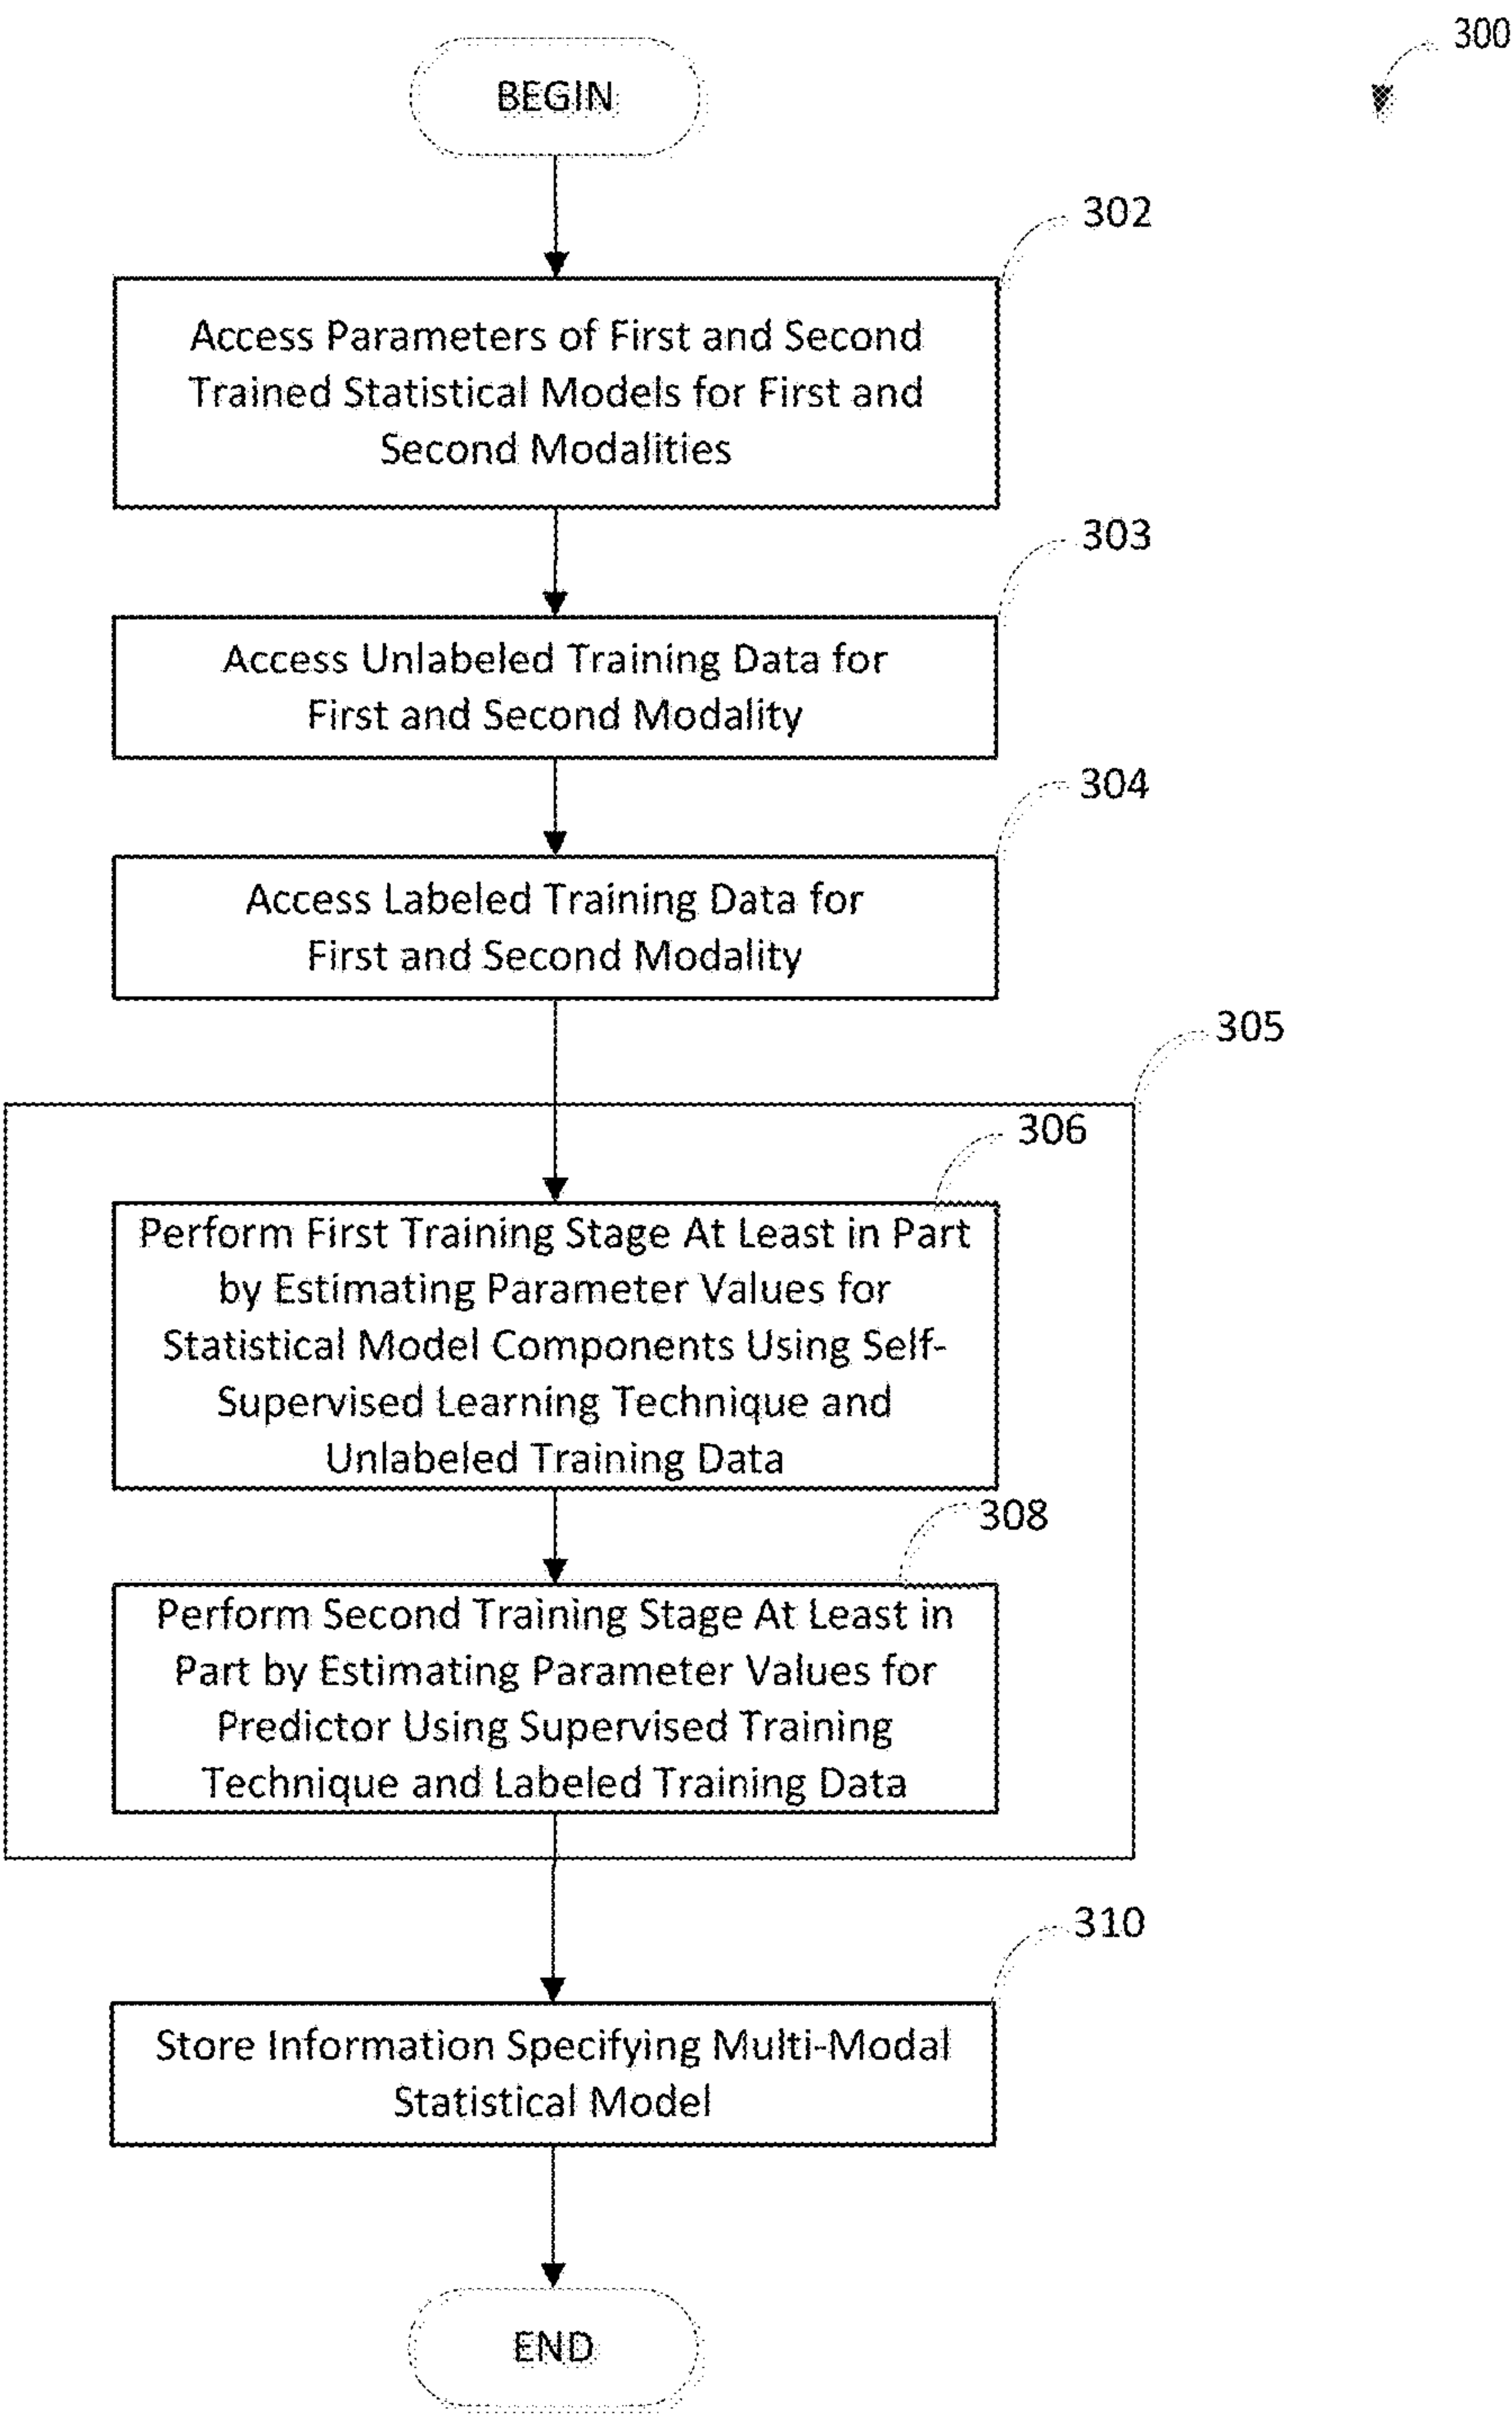 300
BEGIN
302
Access Parameters of First and Second
Trained Statistical Models for First and
Second Modalities
303
Access Unlabeled Training Data for
First and Second Modality
304
Access Labeled Training Data for
First and Second Modality
305
306
Perform First Training Stage At Least in Part
by Estimating Parameter Values for
Statistical Model Components Using Self-
Supervised Learning Technique and
Unlabeled Training Data
308
Perform Second Training Stage At Least in
Part by Estimating Parameter Values for
Predictor Using Supervised Training
Technique and Labeled Training Data
310
Store Information Specifying Multi-Modal
Statistical Model
END